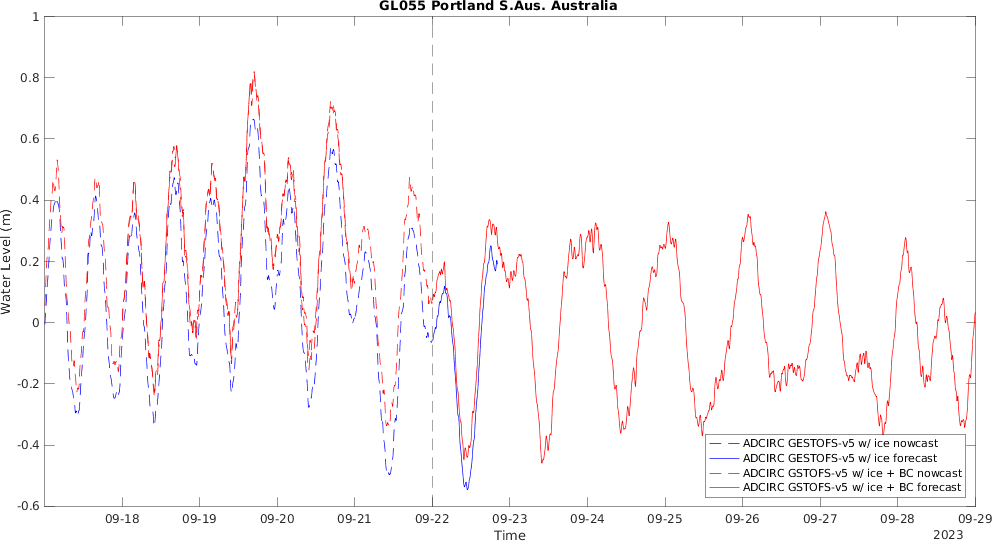 GL055 Portland S.Aus. Australia
Water Level (m)
1
0.8
0.6
0.4
0.2
0
-0.2
-0.4
-0.6
ADCIRC GESTOFS-v5 w/ ice nowcast
ADCIRC GESTOFS-v5 w/ ice forecast
ADCIRC GSTOFS-v5 w/ ice + BC nowcast
ADCIRC GSTOFS-v5 w/ ice + BC forecast
09-18 09-19 09-20 09-21 09-22 09-23 09-24 09-25 09-26 09-27 09-28 09-29
Time
2023